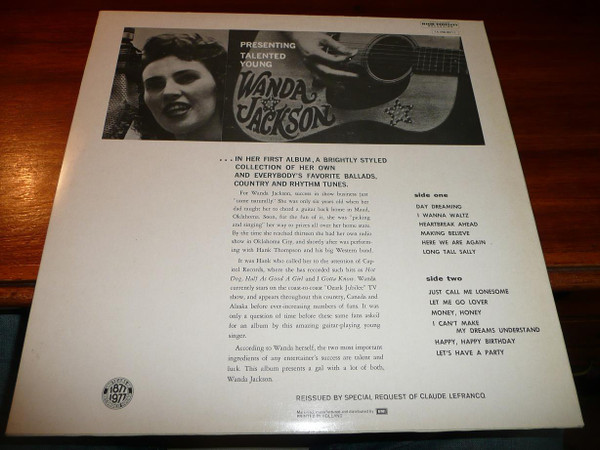 PRESENTING
TALENTED
YOUNG
WANDA
JACKSON
...IN HER FIRST ALBUM, A BRIGHTLY STYLED
COLLECTION OF HER OWN
AND EVERYBODY'S FAVORITE BALLADS,
COUNTRY AND RHYTHM TUNES.
For Wanda Jackson, success in show business just
"came naturally." She was only six years old when her
dad taught her to chord a guitar back home in Maud,
Oklahoma. Soon, for the fun of it, she was "picking
and singing" her way to prizes all over her home state.
By the time she reached thirteen she had her own radio
show in Oklahoma City, and shortly after was perform-
ing with Hank Thompson and his big Western band.
It was Hank who called her to the attention of Cap-
itol Records, where she has recorded such hits as Hot
Dog, Half As Good A Girl and I Gotta Know. Wanda
currently stars on the coast-to-coast "Ozark Jubilee" TV
show, and appears throughout this country, Canada and
Alaska before ever-increasing numbers of fans. It was
only a question of time before these same fans asked
for an album by this amazing guitar-playing young
singer.
According to Wanda herself, the two most important
ingredients of any entertainer's success are talent and
luck. This album presents a gal with a lot of both,
Wanda Jackson.
side one
DAY DREAMING
I WANNA WALTZ
HEARTBREAK AHEAD
MAKING BELIEVE
HERE WE ARE AGAIN
LONG TALL SALLY
side two
JUST CALL ME LONESOME
LET ME GO LOVER
MONEY, HONEY
I CAN'T MAKE
MY DREAMS UNDERSTAND
HAPPY, HAPPY BIRTHDAY
LET'S HAVE A PARTY
1877
1977
REISSUED BY SPECIAL REQUEST OF CLAUDE LEFRANCQ
EMI